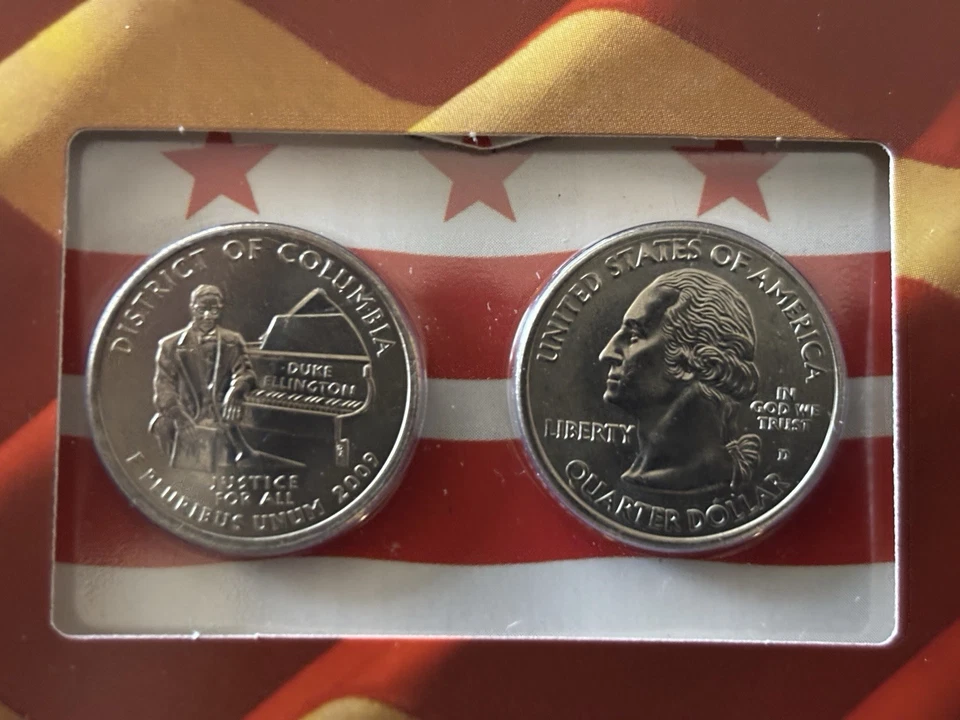 DISTRICT OF COLUMBIA
DUKE
ELLINGTON
JUSTICE
FOR ALL
E PLURIBUS UNUM 2009
UNITED STATES OF AMERICA
LIBERTY
IN
GOD WE
TRUST
D
QUARTER DOLLAR